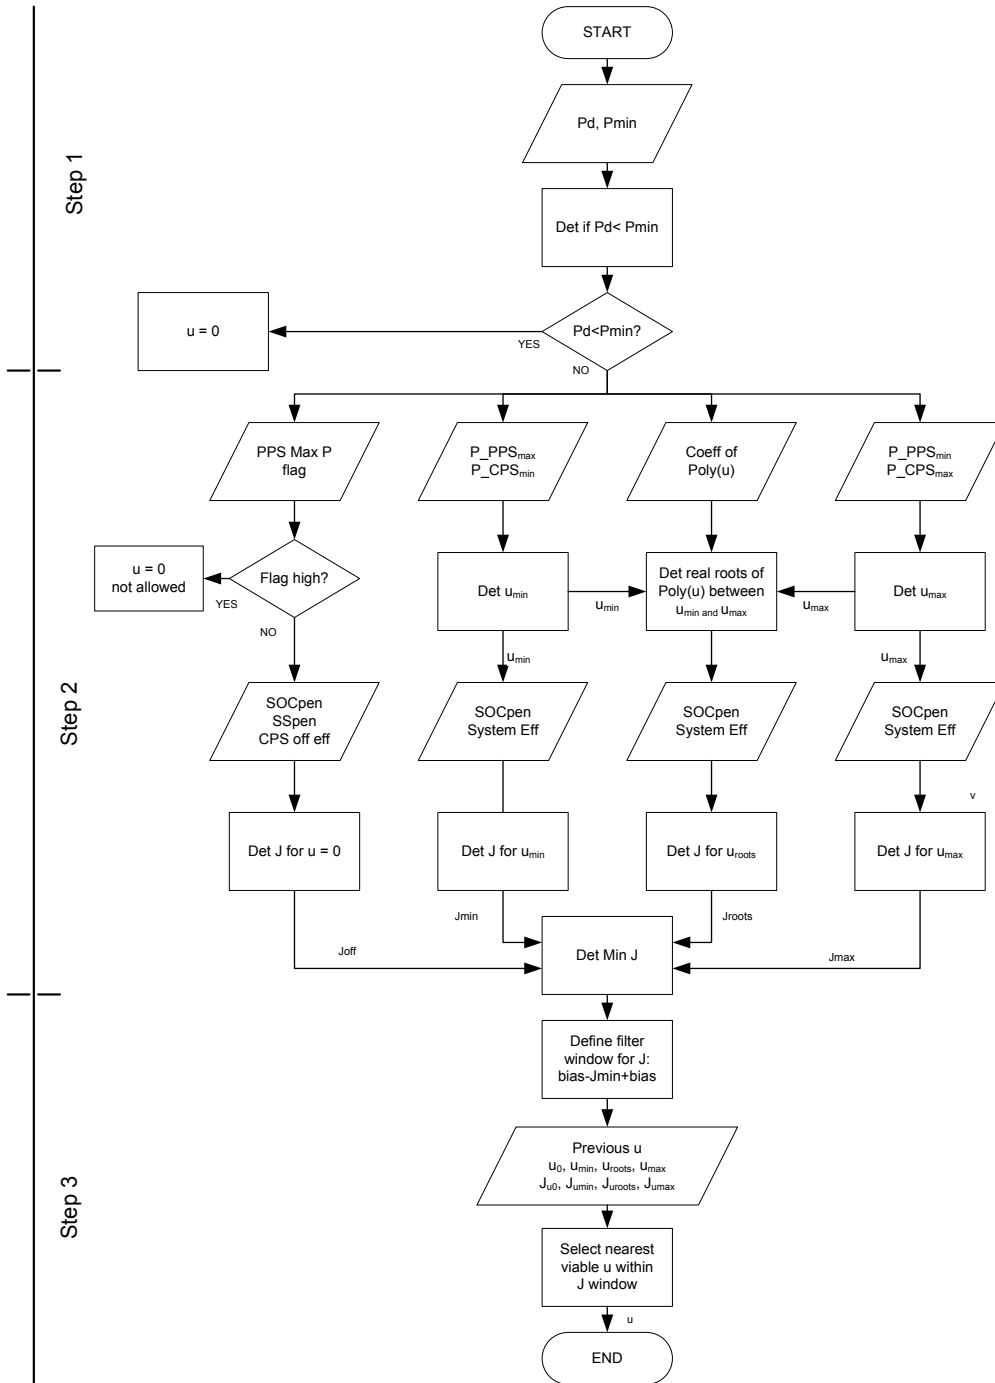 START
Step 1
Pd, Pmin
Det if Pd< Pmin
u = 0
Pd<Pmin?
YES
NO
PPS Max P
flag
P_PPSmax
P_CPSmin
Coeff of
Poly(u)
P_PPSmin
P_CPSmax
u = 0
not allowed
Flag high?
YES
NO
Det umin
umin
Det real roots of
Poly(u) between
umin and umax
umax
Det umax
umin
umax
Step 2
SOCpen
SSpen
CPS off eff
SOCpen
System Eff
SOCpen
System Eff
SOCpen
System Eff
v
Det J for u = 0
Det J for umin
Det J for uroots
Det J for umax
Jmin
Jroots
Joff
Det Min J
Jmax
Define filter
window for J:
bias-Jmin+bias
Step 3
Previous u
u0, umin, uroots, umax
Ju0, Jumin, Juroots, Jumax
Select nearest
viable u within
J window
u
END